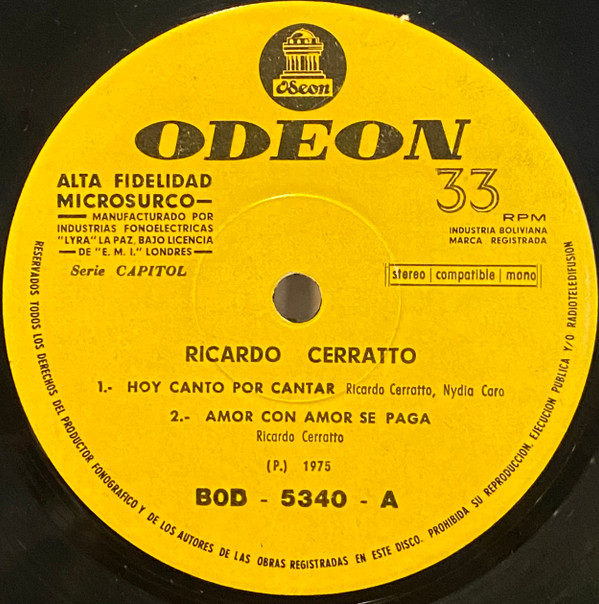 Odeon
ODEON
ALTA FIDELIDAD
MICROSURCO
MANUFACTURADO POR
INDUSTRIAS FONOELECTRICAS
"LYRA" LA PAZ, BAJO LICENCIA
DE "E. M. I." LONDRES
Serie CAPITOL
33
RPM
INDUSTRIA BOLIVIANA
MARCA REGISTRADA
stereo | compatible | mono
RICARDO CERRATTO
1.- HOY CANTO POR CANTAR Ricardo Cerratto, Nydia Caro
2.- AMOR CON AMOR SE PAGA
Ricardo Cerratto
(P.) 1975
BOD - 5340 - A
RESERVADOS TODOS LOS DERECHOS DEL PRODUCTOR FONOGRAFICO Y DE LOS AUTORES DE LAS OBRAS REGISTRADAS EN ESTE DISCO. PROHIBIDA SU REPRODUCCION, EJECUCION PUBLICA Y/O RADIOTELEDIFUSION